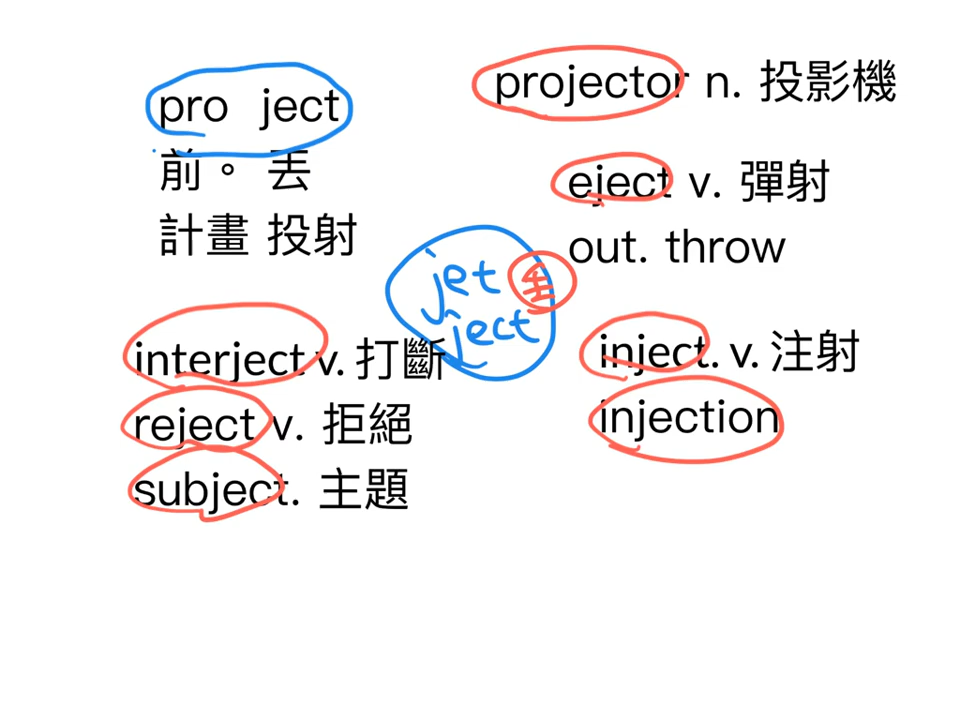 pro ject
前。 丟
計畫 投射
projector n. 投影機
eject v. 彈射
out. throw
jet 丟
ject
interject v. 打斷
reject v. 拒絕
subject. 主題
inject. v. 注射
injection